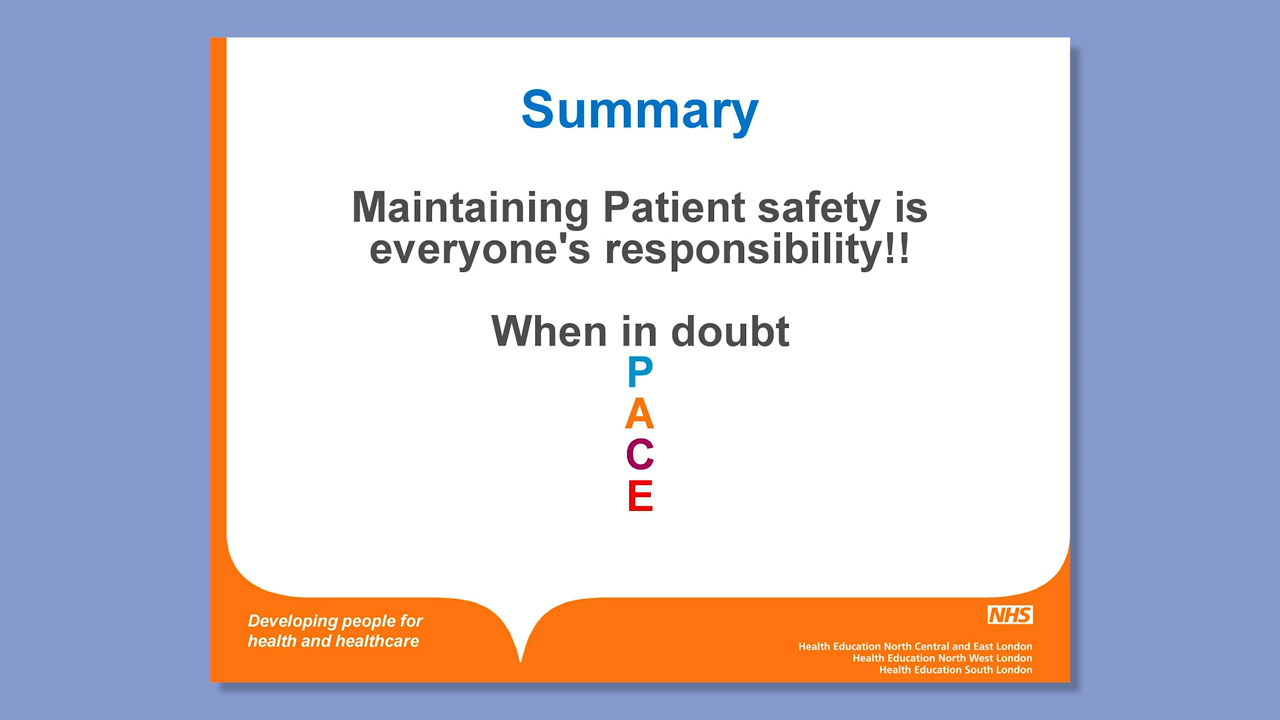 Summary
Maintaining Patient safety is
everyone's responsibility!!
When in doubt
P
A
C
E
Developing people for
health and healthcare
NHS
Health Education North Central and East London
Health Education North West London
Health Education South London